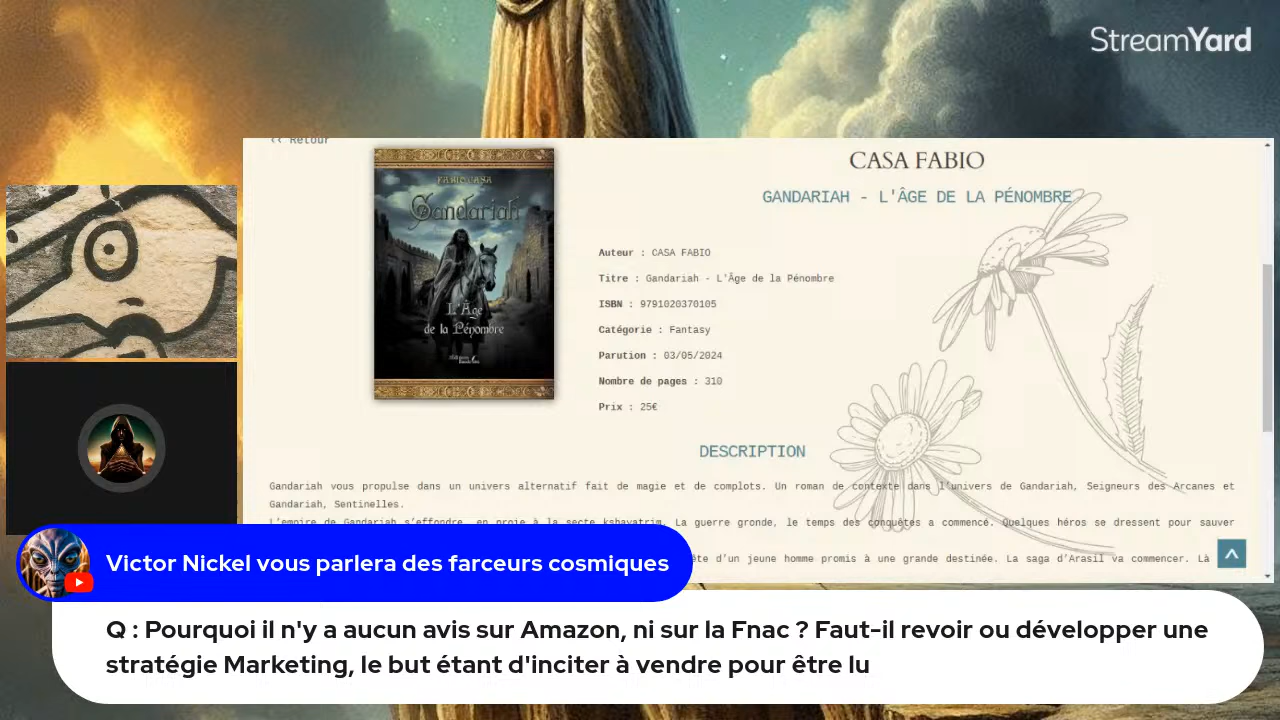 StreamYard
<< Retour
FABIO CASA
Gandariah
L'Âge
de la Pénombre
CASA FABIO
GANDARIAH - L'ÂGE DE LA PÉNOMBRE
Auteur : CASA FABIO
Titre : Gandariah - L'Âge de la Pénombre
ISBN : 9791020370105
Catégorie : Fantasy
Parution : 03/05/2024
Nombre de pages : 310
Prix : 25€
DESCRIPTION
Gandariah vous propulse dans un univers alternatif fait de magie et de complots. Un roman de contexte dans l'univers de Gandariah, Seigneurs des Arcanes et
Gandariah, Sentinelles.
L'empire de Gandariah s'effondre, en proie à la secte kshayatrim. La guerre gronde, le temps des conquêtes a commencé. Quelques héros se dressent pour sauver
d'un jeune homme promis à une grande destinée. La saga d'Arasil va commencer. Là
Victor Nickel vous parlera des farceurs cosmiques
Q : Pourquoi il n'y a aucun avis sur Amazon, ni sur la Fnac ? Faut-il revoir ou développer une
stratégie Marketing, le but étant d'inciter à vendre pour être lu